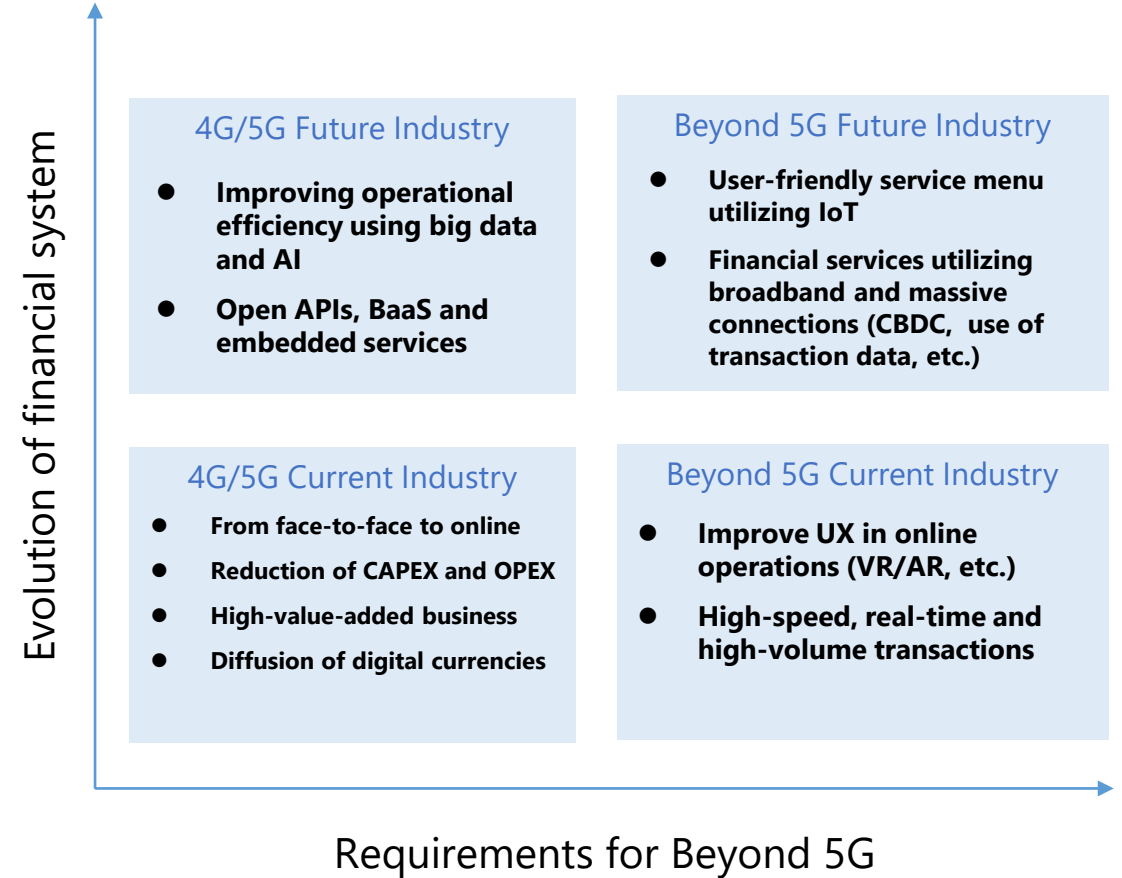 Evolution of financial system
4G/5G Future Industry
● Improving operational
efficiency using big data
and AI
● Open APIs, BaaS and
embedded services
Beyond 5G Future Industry
● User-friendly service menu
utilizing IoT
● Financial services utilizing
broadband and massive
connections (CBDC, use of
transaction data, etc.)
4G/5G Current Industry
● From face-to-face to online
● Reduction of CAPEX and OPEX
● High-value-added business
● Diffusion of digital currencies
Beyond 5G Current Industry
● Improve UX in online
operations (VR/AR, etc.)
● High-speed, real-time and
high-volume transactions
Requirements for Beyond 5G